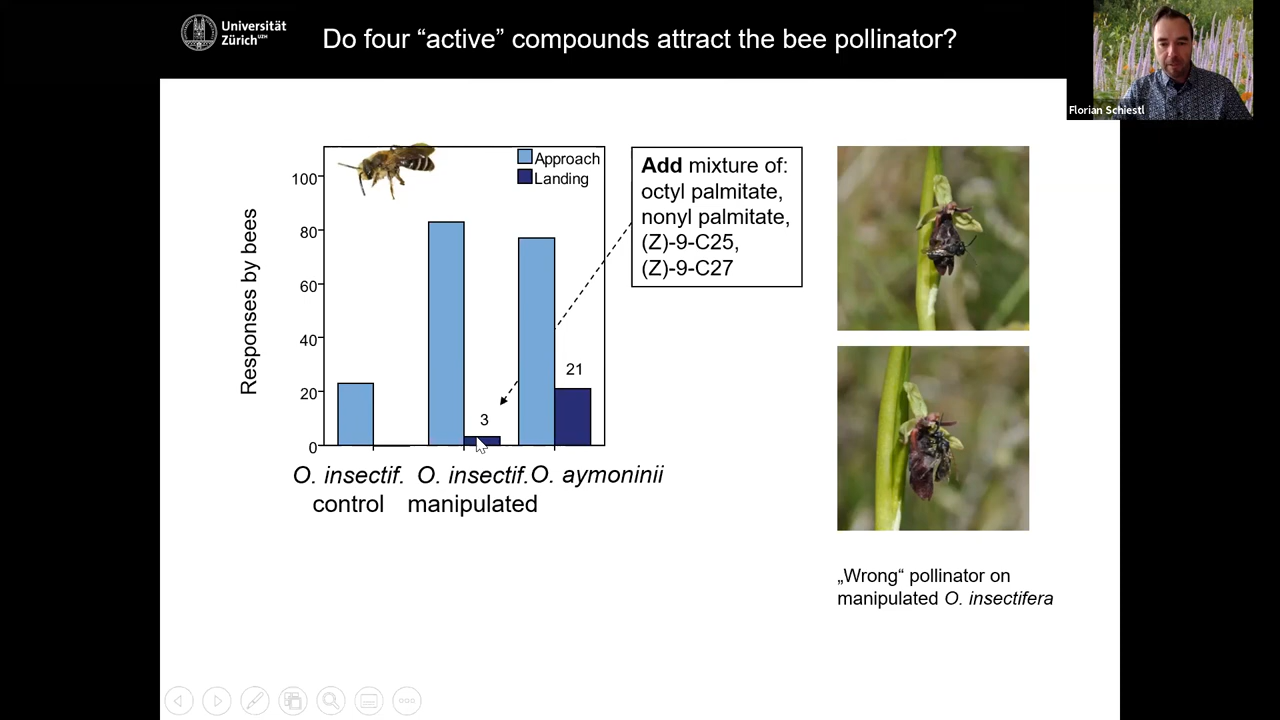 Universität
Zürich UZH
Do four “active” compounds attract the bee pollinator?
Florian Schiestl
Approach
Landing
100
80
60
40
20
0
Responses by bees
3
21
O. insectif.
control
O. insectif.
manipulated
O. aymoninii
Add mixture of:
octyl palmitate,
nonyl palmitate,
(Z)-9-C25,
(Z)-9-C27
„Wrong“ pollinator on
manipulated O. insectifera